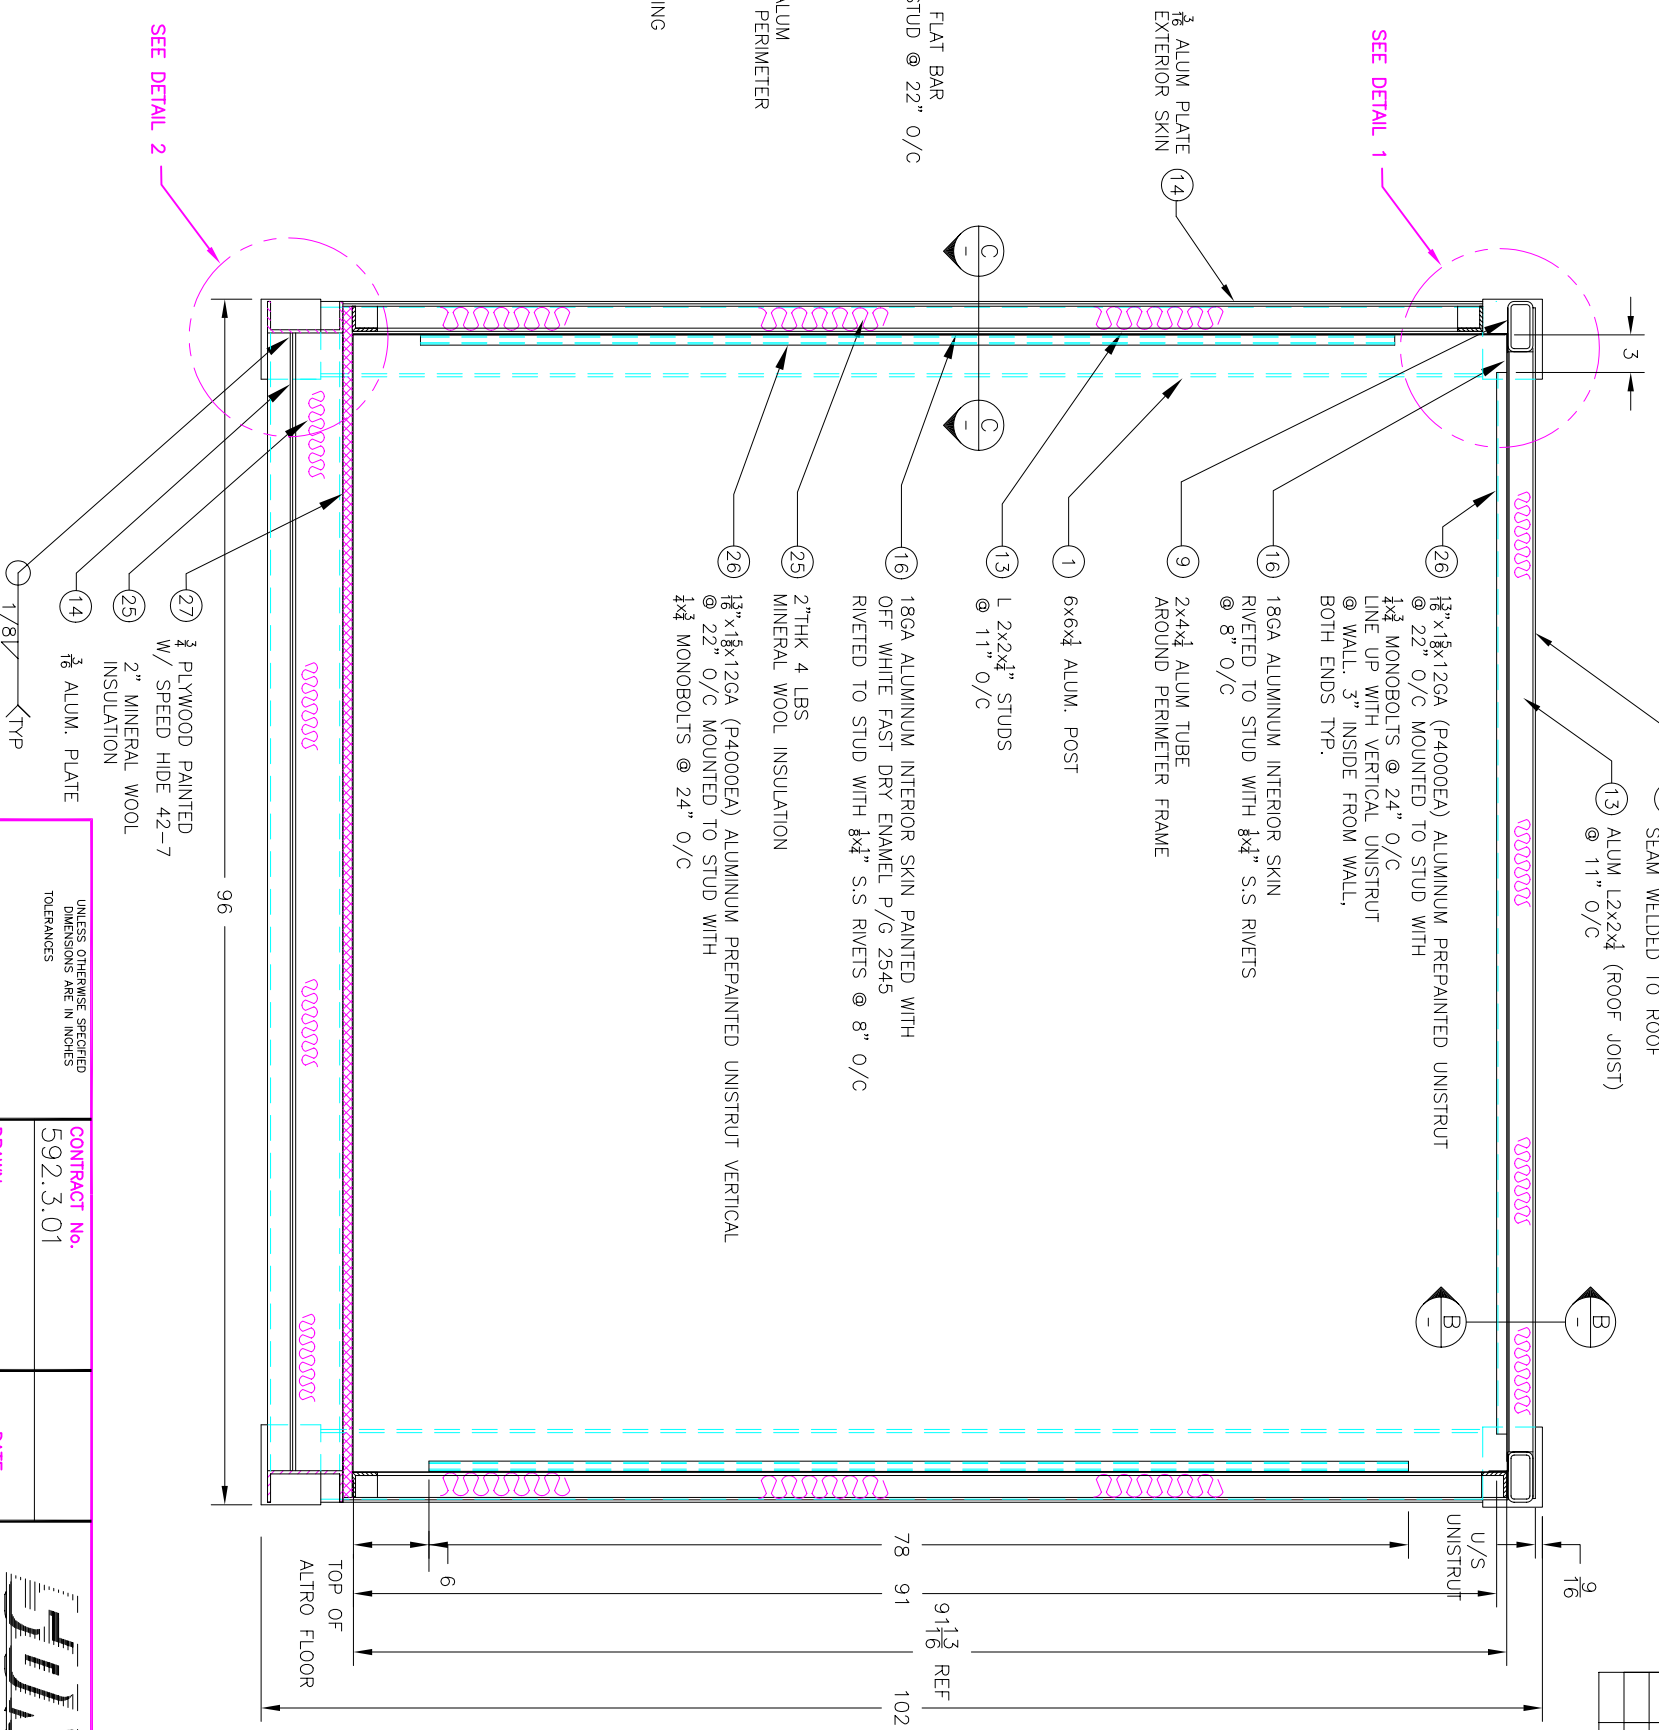 SEE DETAIL 1
3/16 ALUM PLATE
EXTERIOR SKIN
14
FLAT BAR
STUD @ 22" O/C
ALUM
PERIMETER
ING
SEE DETAIL 2
3
C
-
C
-
SEAM WELDED TO ROOF
13 ALUM L2x2x1/4 (ROOF JOIST)
@ 11" O/C
26 13/16"x1 5/8x12GA (P4000EA) ALUMINUM PREPAINTED UNISTRUT
@ 22" O/C MOUNTED TO STUD WITH
1/4x3/4 MONOBOLTS @ 24" O/C
LINE UP WITH VERTICAL UNISTRUT
@ WALL. 3" INSIDE FROM WALL,
BOTH ENDS TYP.
16 18GA ALUMINUM INTERIOR SKIN
RIVETED TO STUD WITH 1/8x1/4" S.S RIVETS
@ 8" O/C
9 2x4x1/4 ALUM TUBE
AROUND PERIMETER FRAME
1 6x6x1/4 ALUM. POST
13 L 2x2x1/4" STUDS
@ 11" O/C
16 18GA ALUMINUM INTERIOR SKIN PAINTED WITH
OFF WHITE FAST DRY ENAMEL P/G 2545
RIVETED TO STUD WITH 1/8x1/4" S.S RIVETS @ 8" O/C
25 2"THK 4 LBS
MINERAL WOOL INSULATION
26 13/16"x1 5/8x12GA (P4000EA) ALUMINUM PREPAINTED UNISTRUT VERTICAL
@ 22" O/C MOUNTED TO STUD WITH
1/4x3/4 MONOBOLTS @ 24" O/C
27 3/4 PLYWOOD PAINTED
W/ SPEED HIDE 42-7
25 2" MINERAL WOOL
INSULATION
14 3/16 ALUM. PLATE
1/8 TYP
B
-
B
-
96
9/16
U/S
UNISTRUT
78
6
91
91 13/16 REF
102
TOP OF
ALTRO FLOOR
UNLESS OTHERWISE SPECIFIED
DIMENSIONS ARE IN INCHES
TOLERANCES
CONTRACT No.
592.3.01
DATE